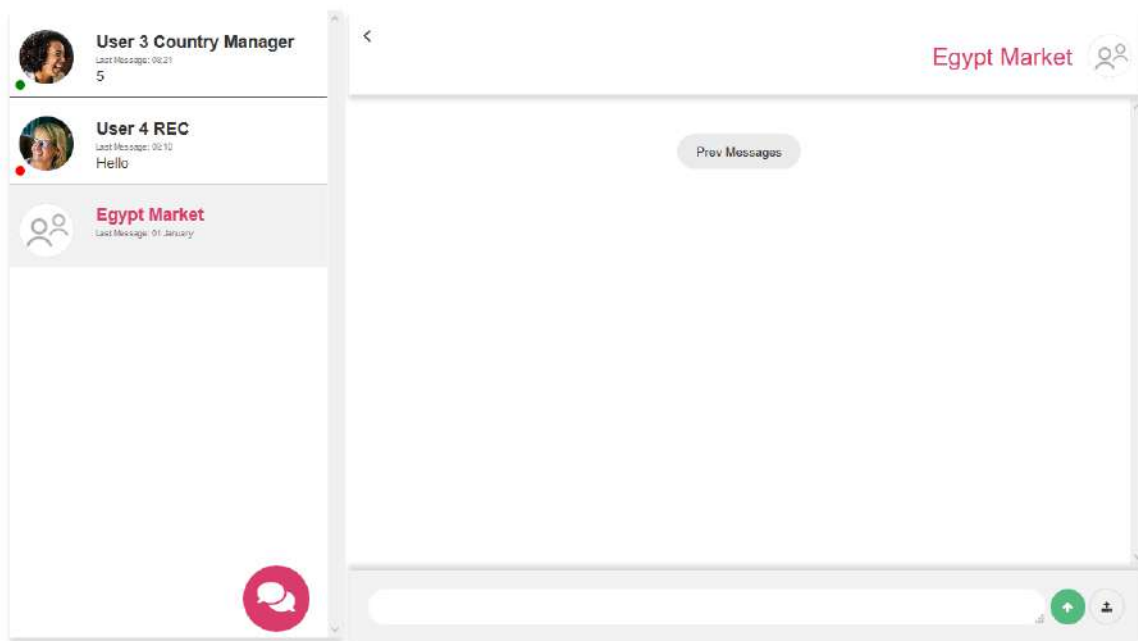 User 3 Country Manager
Last Message: 08:21
5
User 4 REC
Last Message: 02:10
Hello
Egypt Market
Last Message: 01 January
Egypt Market
Prev Messages